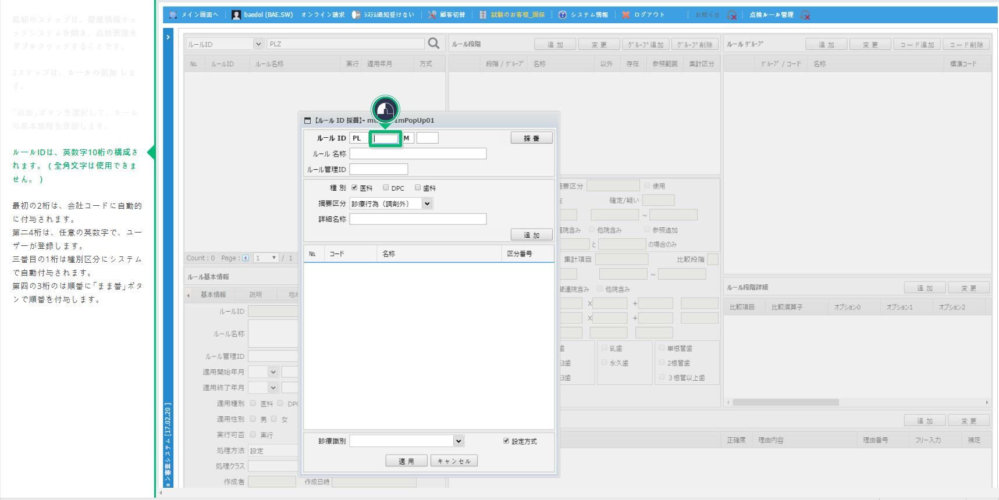 最初のステップは、健康情報チェ
ックシステムを開き、点検管理を
ダブルクリックすることです。
2ステップは、ルールの追加 しま
す。
「追加」ボタンを選択して、ルール
の基本情報を登録します。
ルールIDは、英数字10桁の構成さ
れます。 ( 全角文字は使用できま
せん。 )
最初の2桁は、会社コードに自動的
に付与されます。
第二4桁は、任意の英数字で、ユー
ザーが登録します。
三番目の1桁は種別区分にシステム
で自動付与されます。
第四の3桁のは順番に「まま番」ボタ
ンで順番を付与します。
メイン画面へ baedol (BAE.SW) オンライン請求 ｼｽﾃﾑ通知受けない 顧客切替 試験のお客様_国保 システム情報 ログアウト お知らせ 点検ルール管理
ルールID PLZ
No. ルールID ルール名称 実行 適用年月 方式
Count : 0 Page : 1 / 1
ルール段階 追 加 変 更 ｸﾞﾙｰﾌﾟ追加 ｸﾞﾙｰﾌﾟ削除
段階 / ｸﾞﾙｰﾌﾟ 名称 以外 存在 参照範囲 集計区分
ルール ｸﾞﾙｰﾌﾟ 追 加 変 更 コード追加 コード削除
ｸﾞﾙｰﾌﾟ / コード 名称 標準コード
【ルール ID 採番】- 1mPopUp01
ルール ID PL M 採 番
ルール 名称
ルール管理ID
種 別 医科 DPC 歯科
摘要区分 診療行為（調剤外）
詳細名称
追 加
No. コード 名称 区分番号
診療識別 設定方式
適 用 キャンセル
ルール基本情報
基本情報 説明
ルールID
ルール名称
ルール管理ID
適用開始年月
適用終了年月
適用種別 医科 DPC
適用性別 男 女
実行可否 実行
処理方法 設定
処理クラス
作成者 作成日時
摘要区分 使用
確定/疑い
~
他院含み 参照追加
と の場合のみ
集計項目 比較段階
~
関連院含み 他院含み
X +
X +
乳歯 単根管歯
臼歯 永久歯 2根管歯
臼歯 3根管以上歯
ルール段階詳細 追 加 変 更
比較項目 比較演算子 オプション0 オプション1 オプション2
追 加 変 更
正確度 理由内容 理由番号 フリー入力 補足
ョン審査システム [17.02.20 ]